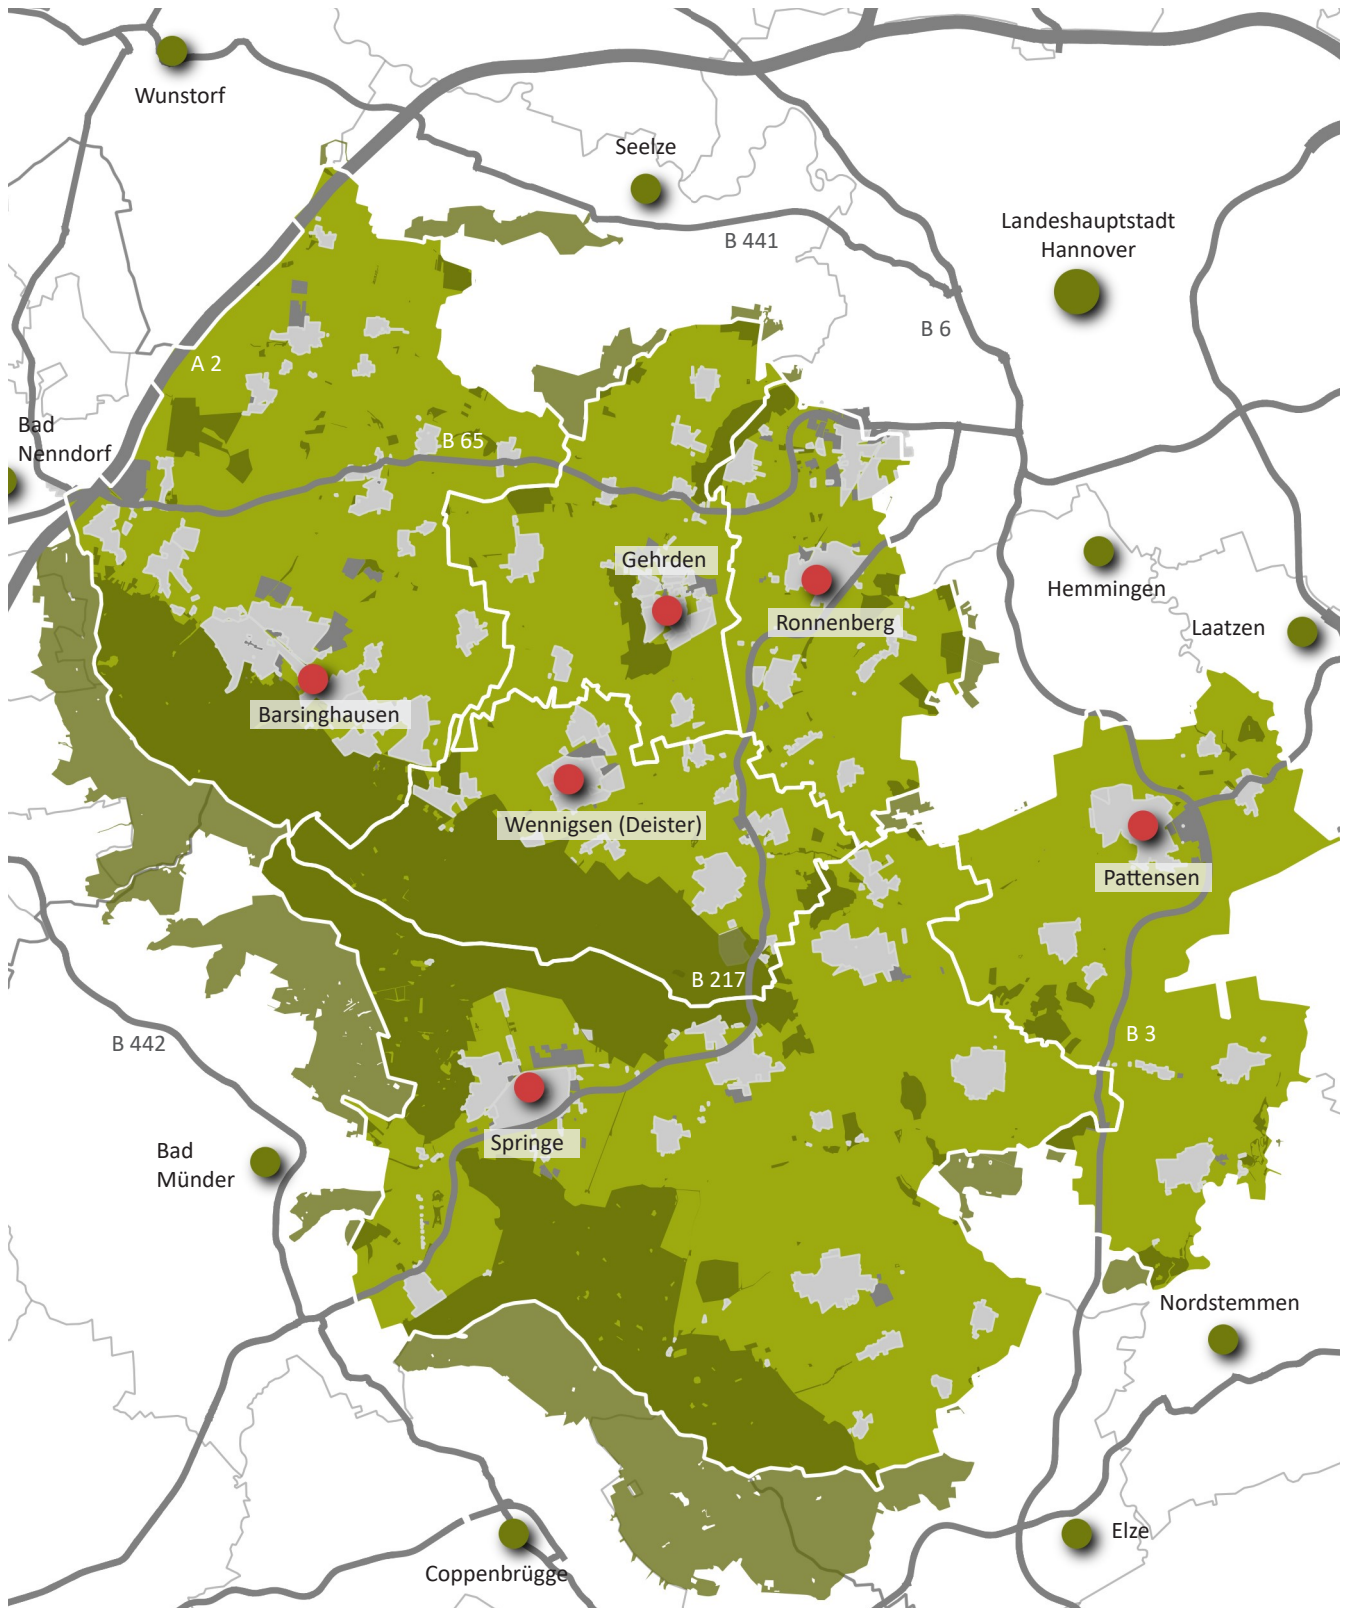 Wunstorf
Seelze
Landeshauptstadt
Hannover
B 441
B 6
A 2
Bad
Nenndorf
B 65
Gehrden
Hemmingen
Ronnenberg
Laatzen
Barsinghausen
Wennigsen (Deister)
Pattensen
B 217
B 3
B 442
Springe
Bad
Münder
Nordstemmen
Elze
Coppenbrügge